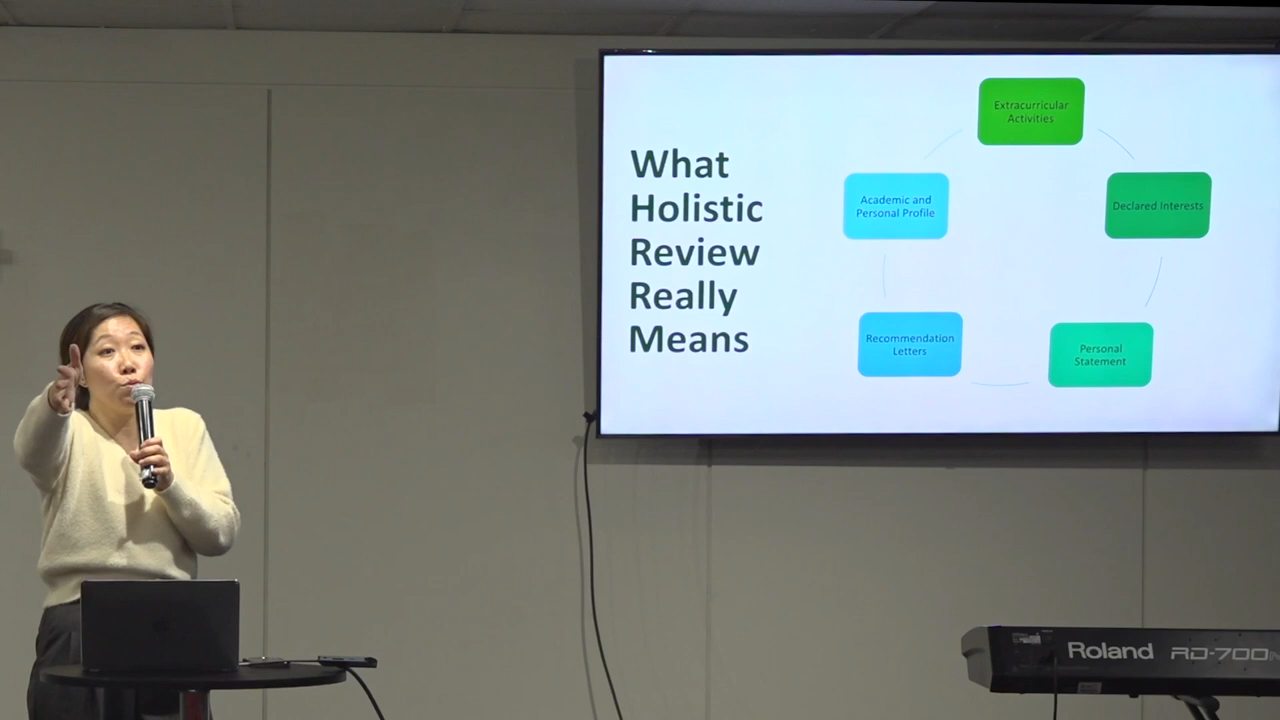 What
Holistic
Review
Really
Means
Extracurricular
Activities
Academic and
Personal Profile
Declared Interests
Recommendation
Letters
Personal
Statement
Roland RD-700